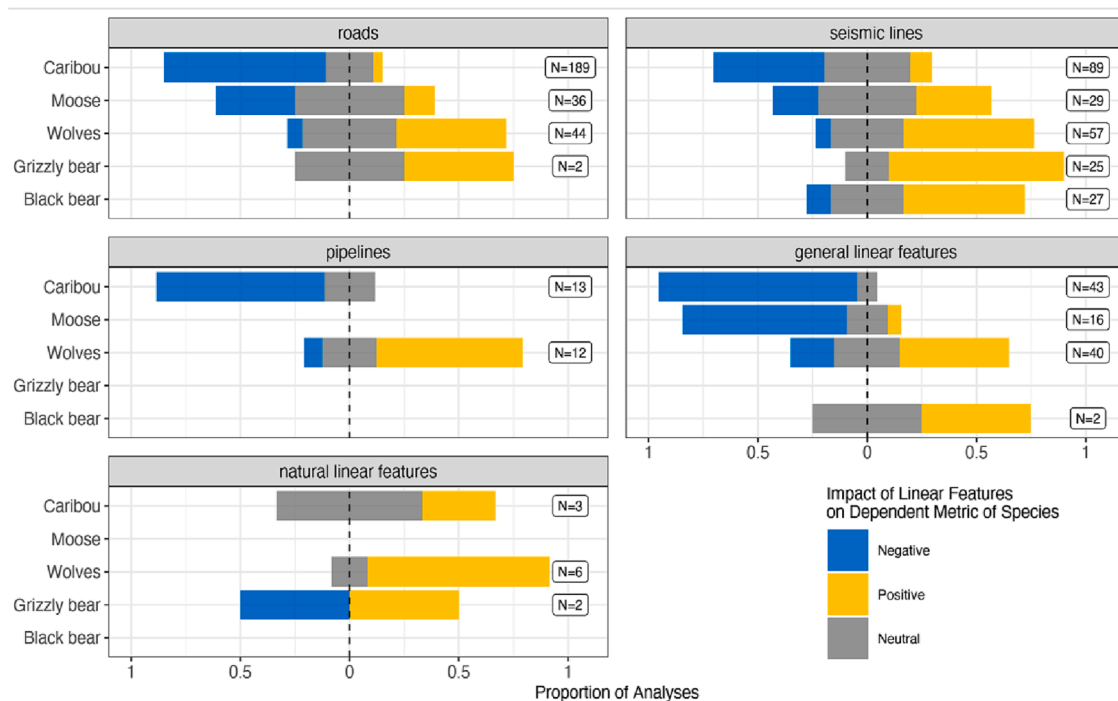 roads
Caribou N=189
Moose N=36
Wolves N=44
Grizzly bear N=2
Black bear
seismic lines
N=89
N=29
N=57
N=25
N=27
pipelines
Caribou N=13
Moose
Wolves N=12
Grizzly bear
Black bear
general linear features
N=43
N=16
N=40
N=2
1 0.5 0 0.5 1
natural linear features
Caribou N=3
Moose
Wolves N=6
Grizzly bear N=2
Black bear
1 0.5 0 0.5 1
Proportion of Analyses
Impact of Linear Features
on Dependent Metric of Species
Negative
Positive
Neutral